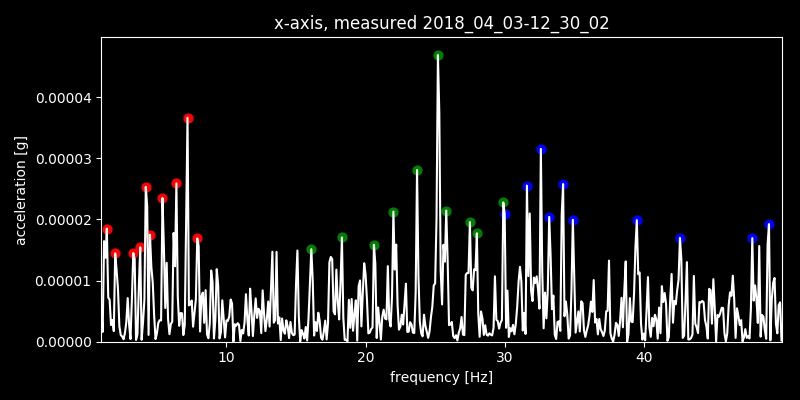 x-axis, measured 2018_04_03-12_30_02
acceleration [g]
0.00004
0.00003
0.00002
0.00001
0.00000
10 20 30 40
frequency [Hz]